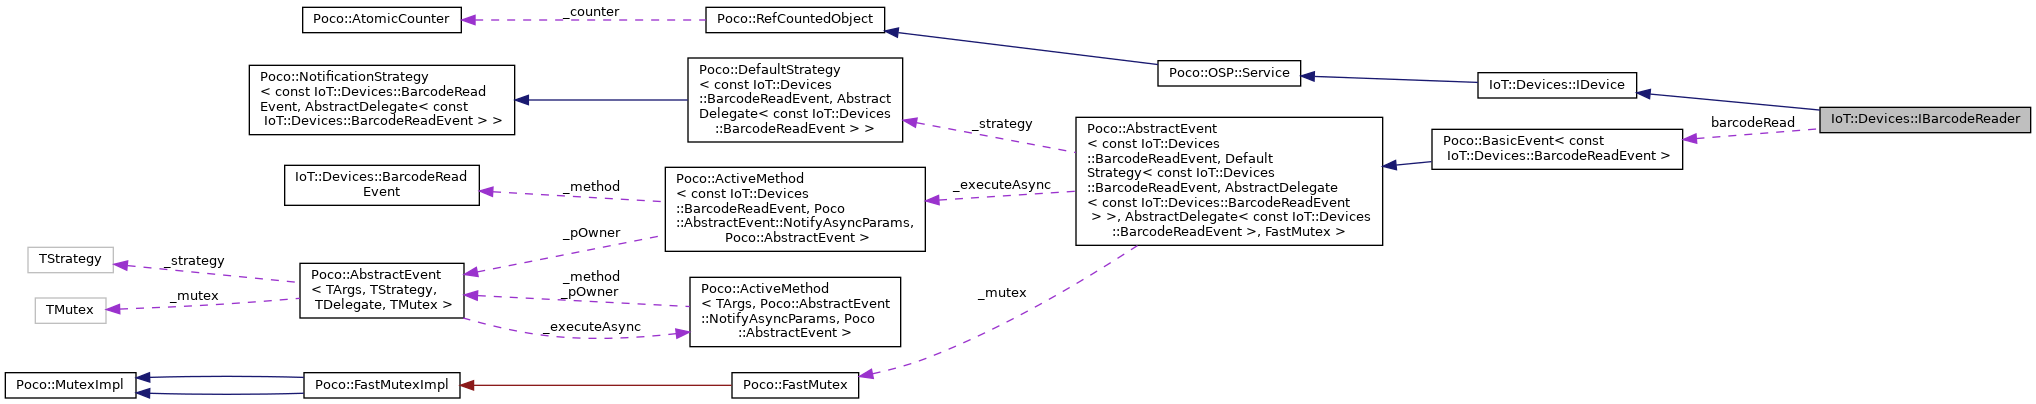 Poco::AtomicCounter
_counter
Poco::RefCountedObject
Poco::NotificationStrategy
< const IoT::Devices::BarcodeRead
Event, AbstractDelegate< const
IoT::Devices::BarcodeReadEvent > >
Poco::DefaultStrategy
< const IoT::Devices
::BarcodeReadEvent, Abstract
Delegate< const IoT::Devices
::BarcodeReadEvent > >
Poco::OSP::Service
IoT::Devices::IDevice
IoT::Devices::IBarcodeReader
barcodeRead
Poco::BasicEvent< const
IoT::Devices::BarcodeReadEvent >
_strategy
Poco::AbstractEvent
< const IoT::Devices
::BarcodeReadEvent, Default
Strategy< const IoT::Devices
::BarcodeReadEvent, AbstractDelegate
< const IoT::Devices::BarcodeReadEvent
> >, AbstractDelegate< const IoT::Devices
::BarcodeReadEvent >, FastMutex >
_executeAsync
IoT::Devices::BarcodeRead
Event
_method
Poco::ActiveMethod
< const IoT::Devices
::BarcodeReadEvent, Poco
::AbstractEvent::NotifyAsyncParams,
Poco::AbstractEvent >
_pOwner
TStrategy
_strategy
TMutex
_mutex
Poco::AbstractEvent
< TArgs, TStrategy,
TDelegate, TMutex >
_method
_pOwner
_executeAsync
Poco::ActiveMethod
< TArgs, Poco::AbstractEvent
::NotifyAsyncParams, Poco
::AbstractEvent >
_mutex
Poco::MutexImpl
Poco::FastMutexImpl
Poco::FastMutex